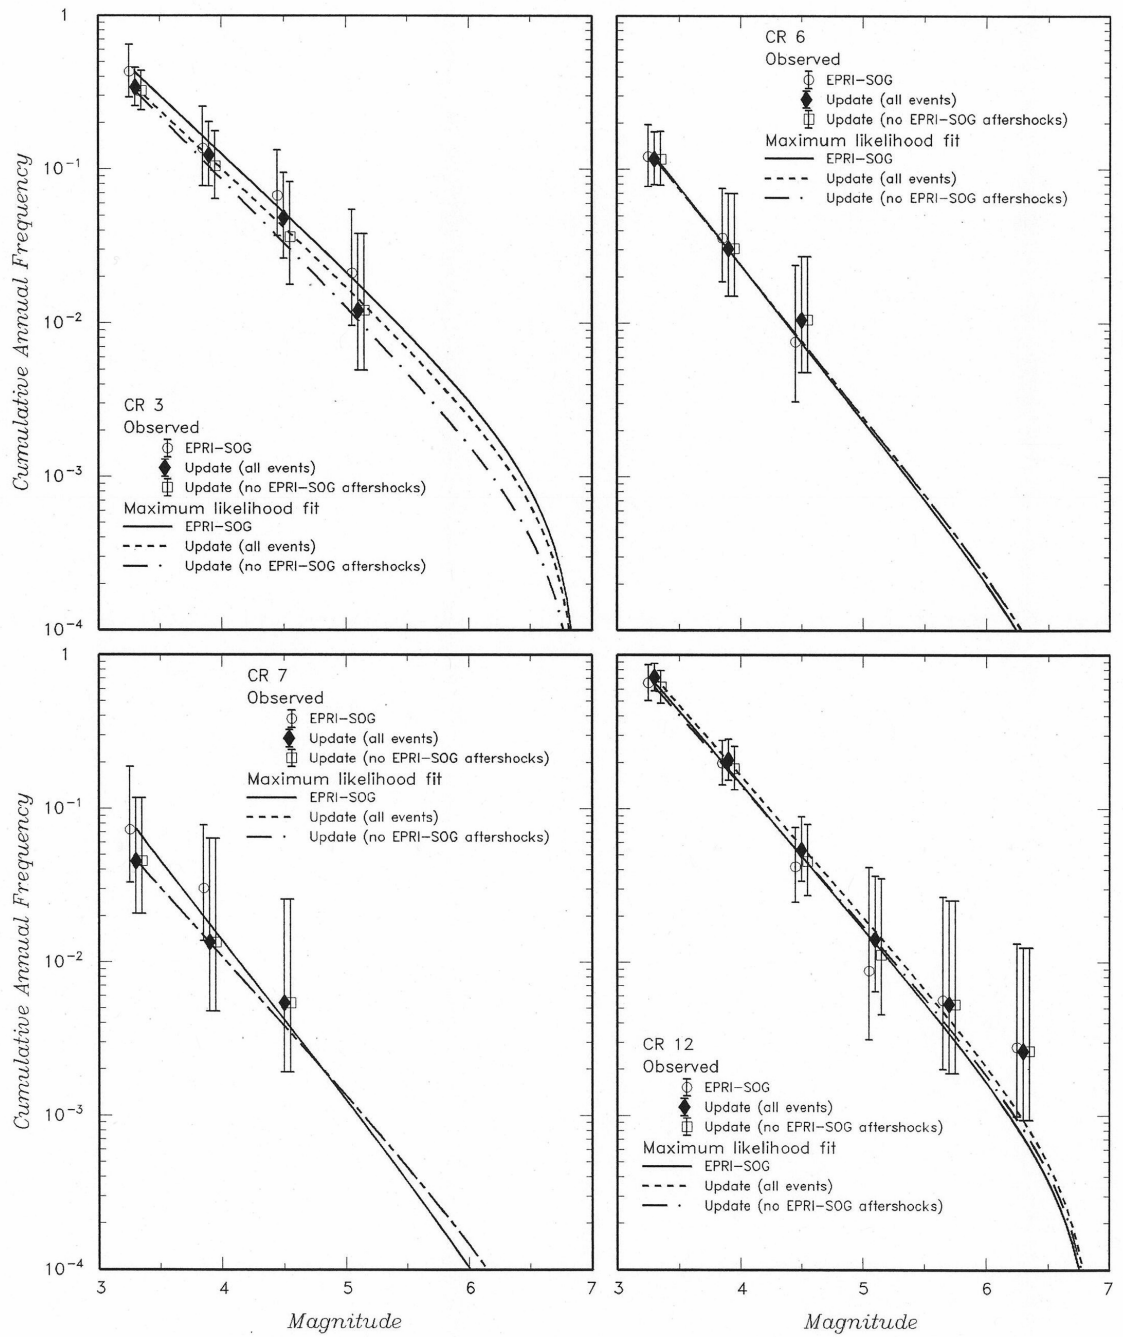 1
10⁻¹
10⁻²
10⁻³
10⁻⁴
Cumulative Annual Frequency
CR 3
Observed
EPRI-SOG
Update (all events)
Update (no EPRI-SOG aftershocks)
Maximum likelihood fit
EPRI-SOG
Update (all events)
Update (no EPRI-SOG aftershocks)
CR 6
Observed
EPRI-SOG
Update (all events)
Update (no EPRI-SOG aftershocks)
Maximum likelihood fit
EPRI-SOG
Update (all events)
Update (no EPRI-SOG aftershocks)
1
10⁻¹
10⁻²
10⁻³
10⁻⁴
Cumulative Annual Frequency
CR 7
Observed
EPRI-SOG
Update (all events)
Update (no EPRI-SOG aftershocks)
Maximum likelihood fit
EPRI-SOG
Update (all events)
Update (no EPRI-SOG aftershocks)
3 4 5 6 7
Magnitude
CR 12
Observed
EPRI-SOG
Update (all events)
Update (no EPRI-SOG aftershocks)
Maximum likelihood fit
EPRI-SOG
Update (all events)
Update (no EPRI-SOG aftershocks)
3 4 5 6 7
Magnitude